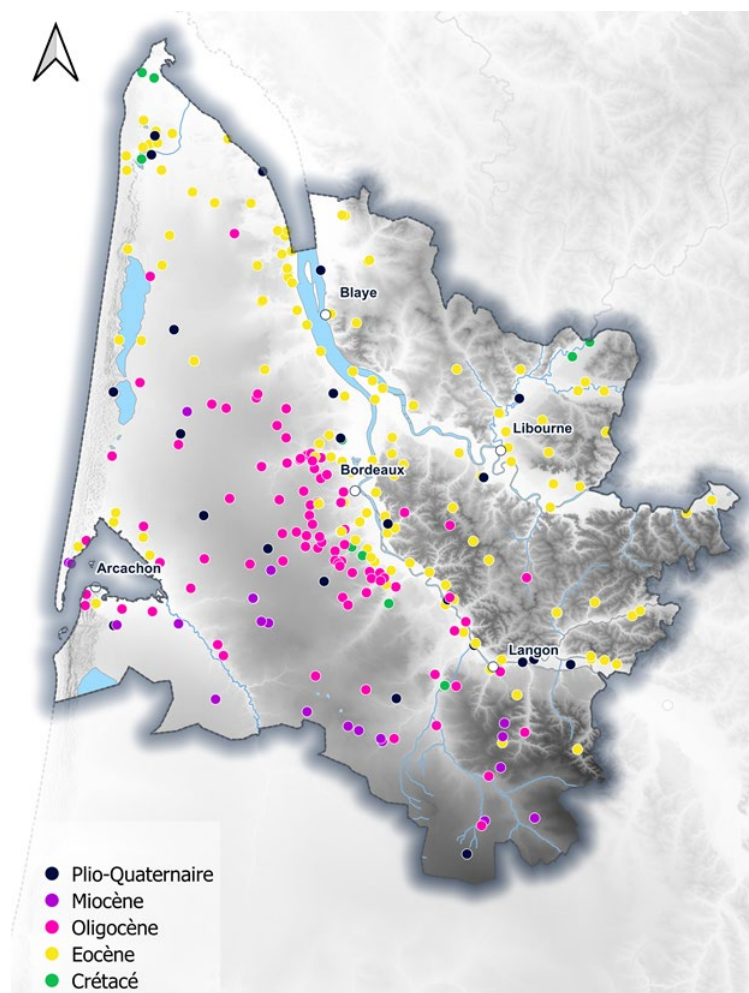 Blaye
Libourne
Bordeaux
Arcachon
Langon
Plio-Quaternaire
Miocène
Oligocène
Eocène
Crétacé